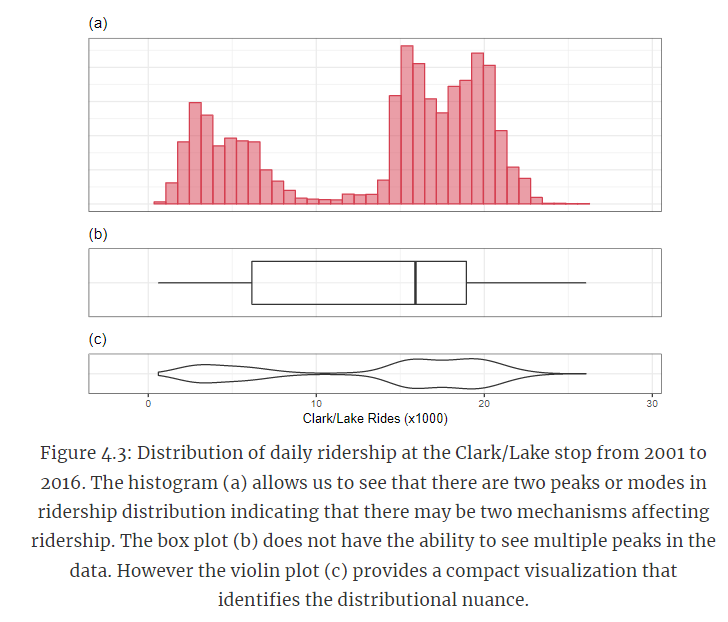 (a)
(b)
(c)
0 10 20 30
Clark/Lake Rides (x1000)
Figure 4.3: Distribution of daily ridership at the Clark/Lake stop from 2001 to
2016. The histogram (a) allows us to see that there are two peaks or modes in
ridership distribution indicating that there may be two mechanisms affecting
ridership. The box plot (b) does not have the ability to see multiple peaks in the
data. However the violin plot (c) provides a compact visualization that
identifies the distributional nuance.